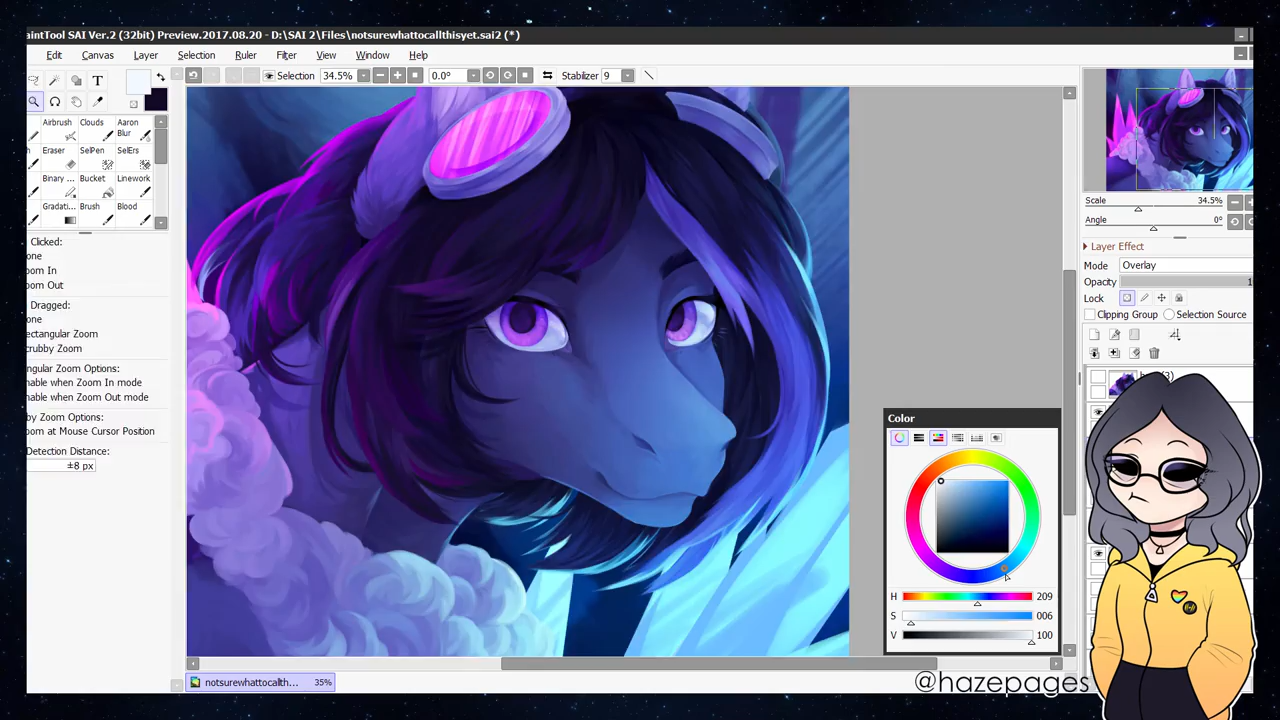 aintTool SAI Ver.2 (32bit) Preview.2017.08.20 - D:\SAI 2\Files\notsurewhattocallthisyet.sai2 (*)
Edit Canvas Layer Selection Ruler Filter View Window Help
Selection 34.5% 0.0° Stabilizer 9
T
Airbrush Clouds Aaron Blur
Eraser SelPen SelErs
Binary ... Bucket Linework
Gradati... Brush Blood
Clicked:
one
oom In
oom Out
Dragged:
one
ectangular Zoom
crubby Zoom
angular Zoom Options:
nable when Zoom In mode
nable when Zoom Out mode
by Zoom Options:
oom at Mouse Cursor Position
Detection Distance:
±8 px
Scale 34.5%
Angle 0°
Layer Effect
Mode Overlay
Opacity 1
Lock
Clipping Group Selection Source
(3)
Color
H 209
S 006
V 100
notsurewhattocallth... 35%
@hazepages